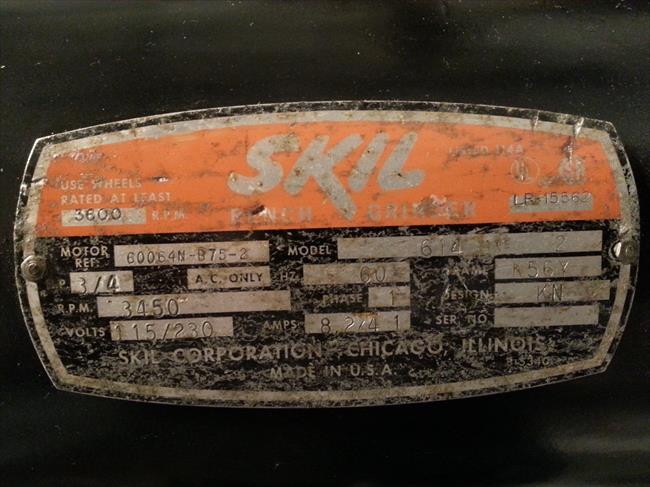 SKIL
USE WHEELS
RATED AT LEAST
3600 R.P.M.
LR-15562
BENCH GRINDER
MOTOR REF. 60064N-B75-2 MODEL 614 TYPE 2
3/4 A.C. ONLY HZ 60 FRAME K56Y
R.P.M. 3450 PHASE 1 DESIGN KN
VOLTS 115/230 AMPS 8.2/4.1 SER NO
SKIL CORPORATION CHICAGO, ILLINOIS
MADE IN U.S.A.